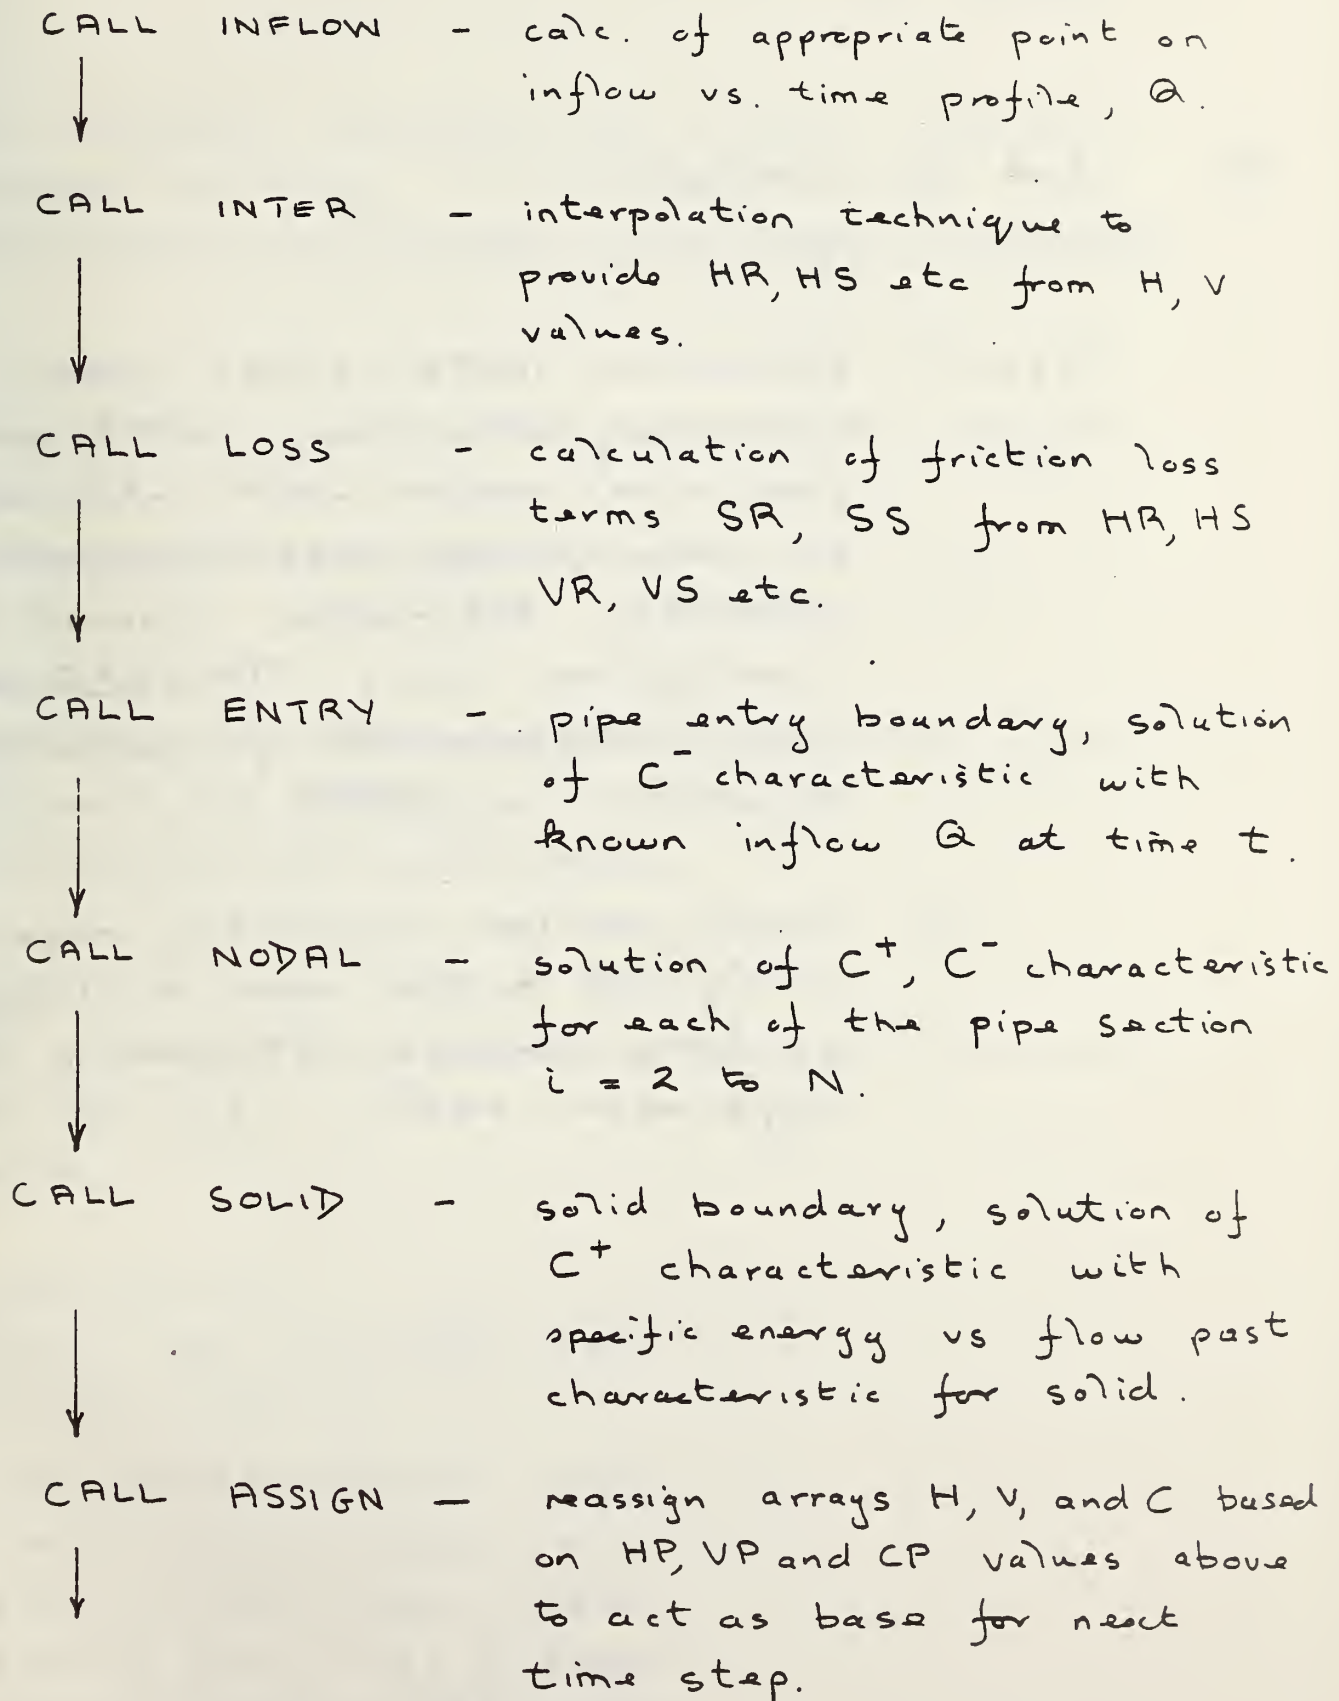 CALL INFLOW - calc. of appropriate point on
inflow vs. time profile, Q.
CALL INTER - interpolation technique to
provide HR, HS etc from H, V
values.
CALL LOSS - calculation of friction loss
terms SR, SS from HR, HS
VR, VS etc.
CALL ENTRY - pipe entry boundary, solution
of C⁻ characteristic with
known inflow Q at time t.
CALL NODAL - solution of C⁺, C⁻ characteristic
for each of the pipe section
i = 2 to N.
CALL SOLID - solid boundary, solution of
C⁺ characteristic with
specific energy vs flow past
characteristic for solid.
CALL ASSIGN - reassign arrays H, V, and C based
on HP, VP and CP values above
to act as base for next
time step.